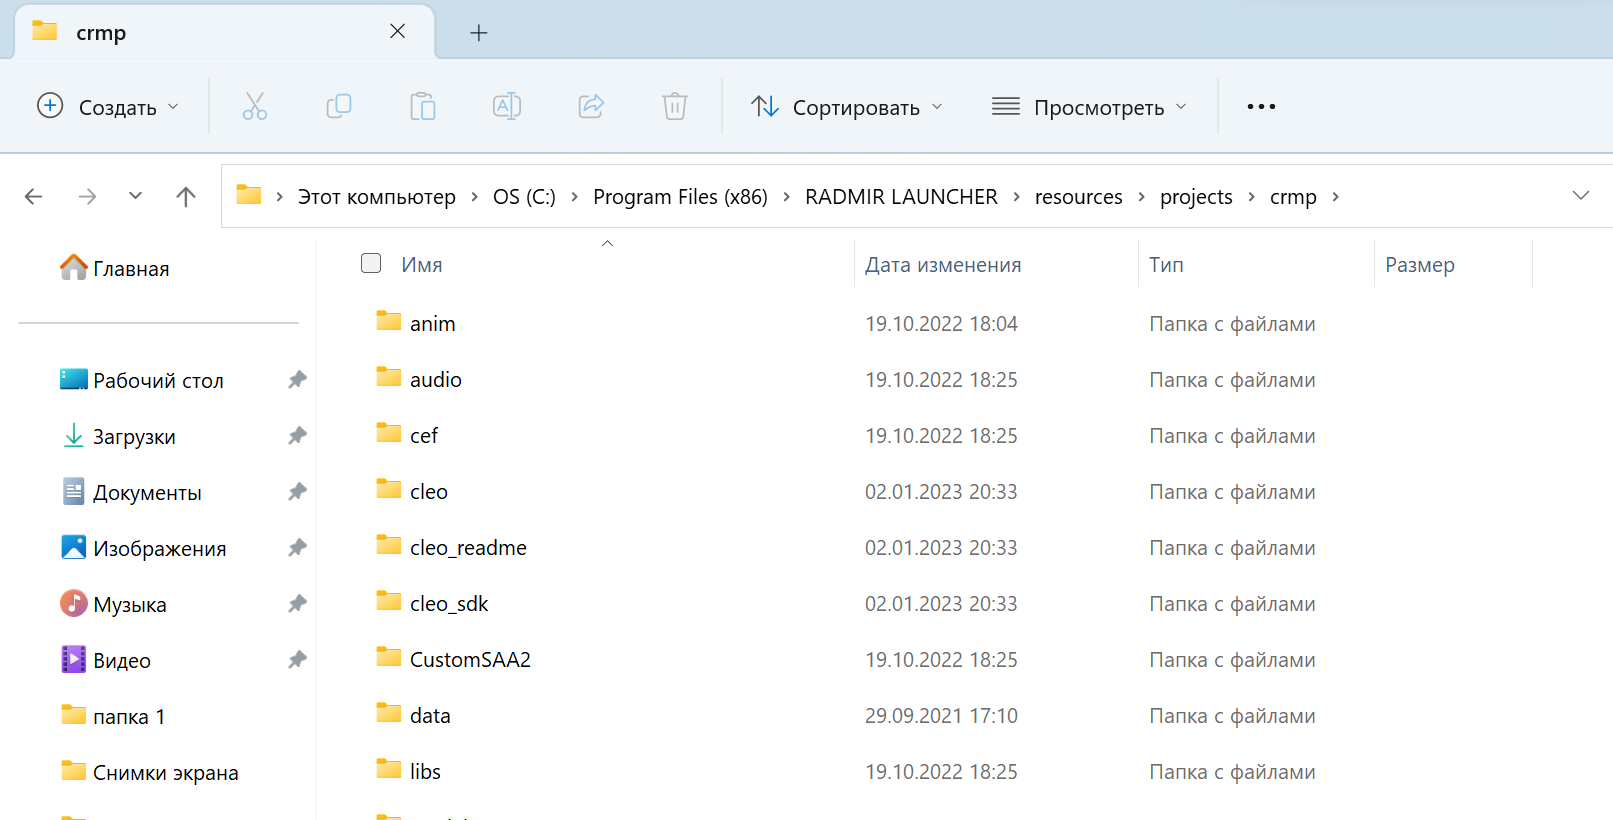 crmp
Создать
Сортировать
Просмотреть
Этот компьютер > OS (C:) > Program Files (x86) > RADMIR LAUNCHER > resources > projects > crmp >
Главная
Рабочий стол
Загрузки
Документы
Изображения
Музыка
Видео
папка 1
Снимки экрана
Имя Дата изменения Тип Размер
anim 19.10.2022 18:04 Папка с файлами
audio 19.10.2022 18:25 Папка с файлами
cef 19.10.2022 18:25 Папка с файлами
cleo 02.01.2023 20:33 Папка с файлами
cleo_readme 02.01.2023 20:33 Папка с файлами
cleo_sdk 02.01.2023 20:33 Папка с файлами
CustomSAA2 19.10.2022 18:25 Папка с файлами
data 29.09.2021 17:10 Папка с файлами
libs 19.10.2022 18:25 Папка с файлами